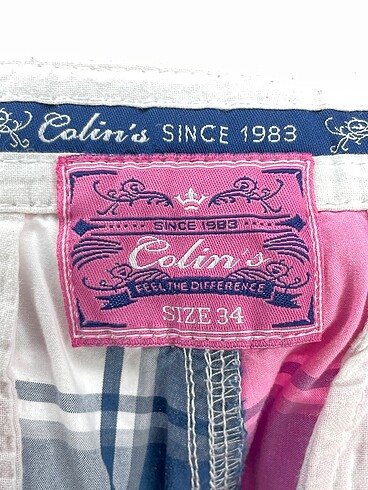 Colin's SINCE 1983
SINCE 1983
Colin's
FEEL THE DIFFERENCE
SIZE 34